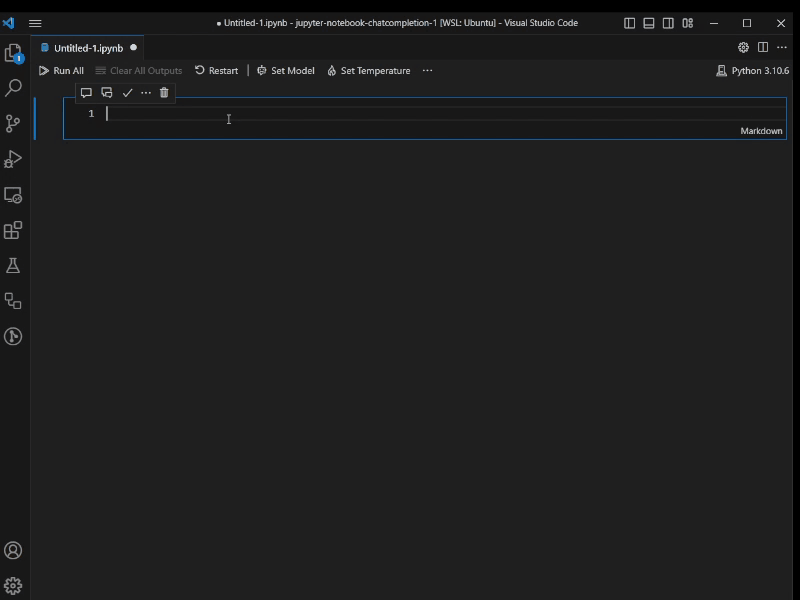 Untitled-1.ipynb - jupyter-notebook-chatcompletion-1 [WSL: Ubuntu] - Visual Studio Code
1
Untitled-1.ipynb
Run All Clear All Outputs Restart Set Model Set Temperature ... Python 3.10.6
1
Markdown